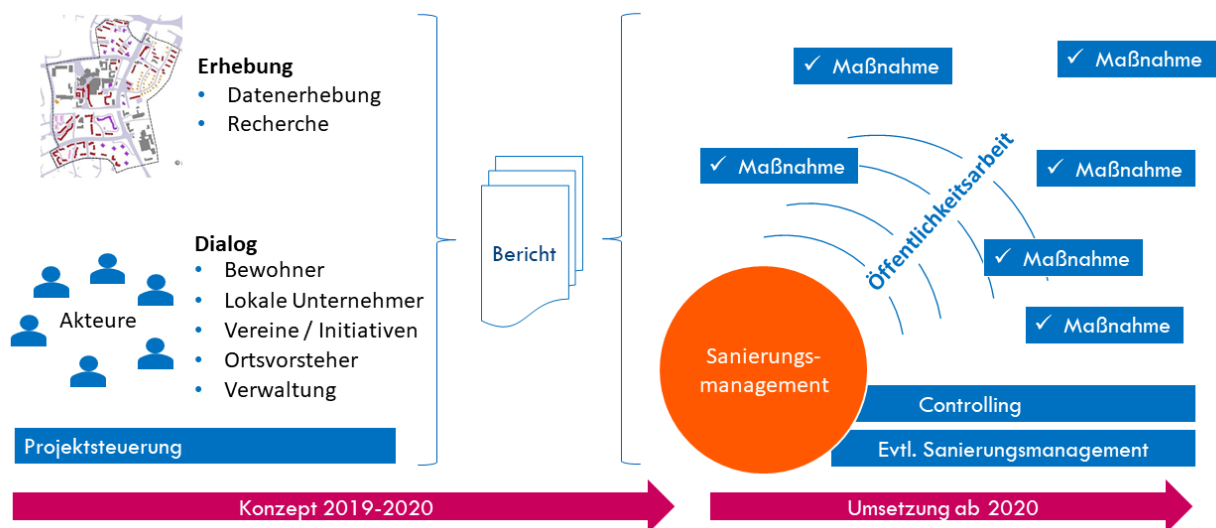 Erhebung
• Datenerhebung
• Recherche
Dialog
• Bewohner
• Lokale Unternehmer
• Vereine / Initiativen
• Ortsvorsteher
• Verwaltung
Akteure
Projektsteuerung
Bericht
✓ Maßnahme
✓ Maßnahme
✓ Maßnahme
✓ Maßnahme
✓ Maßnahme
✓ Maßnahme
Öffentlichkeitsarbeit
Sanierungs-
management
Controlling
Evtl. Sanierungsmanagement
Konzept 2019-2020
Umsetzung ab 2020